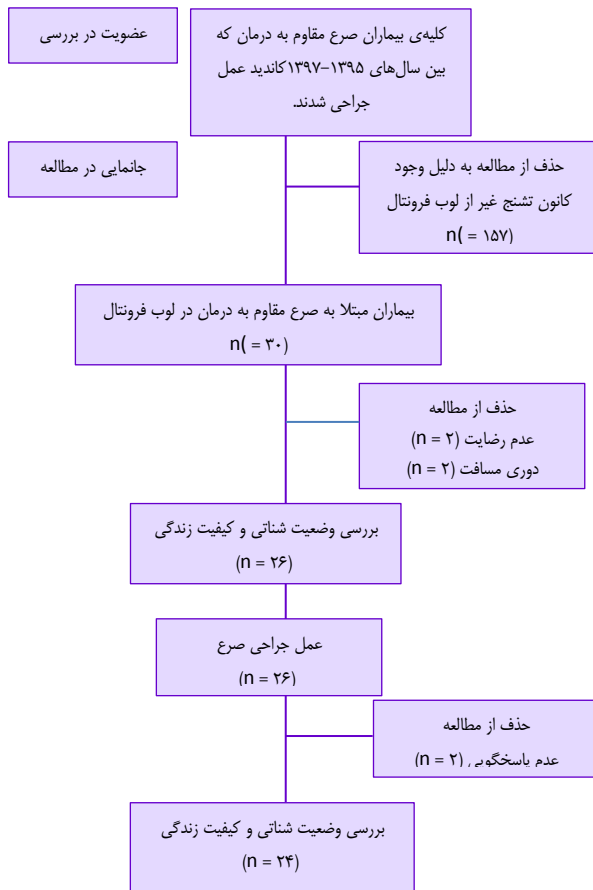 عضویت در بررسی
کلیه‌ی بیماران صرع مقاوم به درمان که
بین سال‌های ۱۳۹۵–۱۳۹۷کاندید عمل
جراحی شدند.
جانمایی در مطالعه
حذف از مطالعه به دلیل وجود
کانون تشنج غیر از لوب فرونتال
n( = ۱۵۷)
بیماران مبتلا به صرع مقاوم به درمان در لوب فرونتال
n( = ۳۰)
حذف از مطالعه
عدم رضایت (n = ۲)
دوری مسافت (n = ۲)
بررسی وضعیت شناتی و کیفیت زندگی
(n = ۲۶)
عمل جراحی صرع
(n = ۲۶)
حذف از مطالعه
عدم پاسخگویی (n = ۲)
بررسی وضعیت شناتی و کیفیت زندگی
(n = ۲۴)